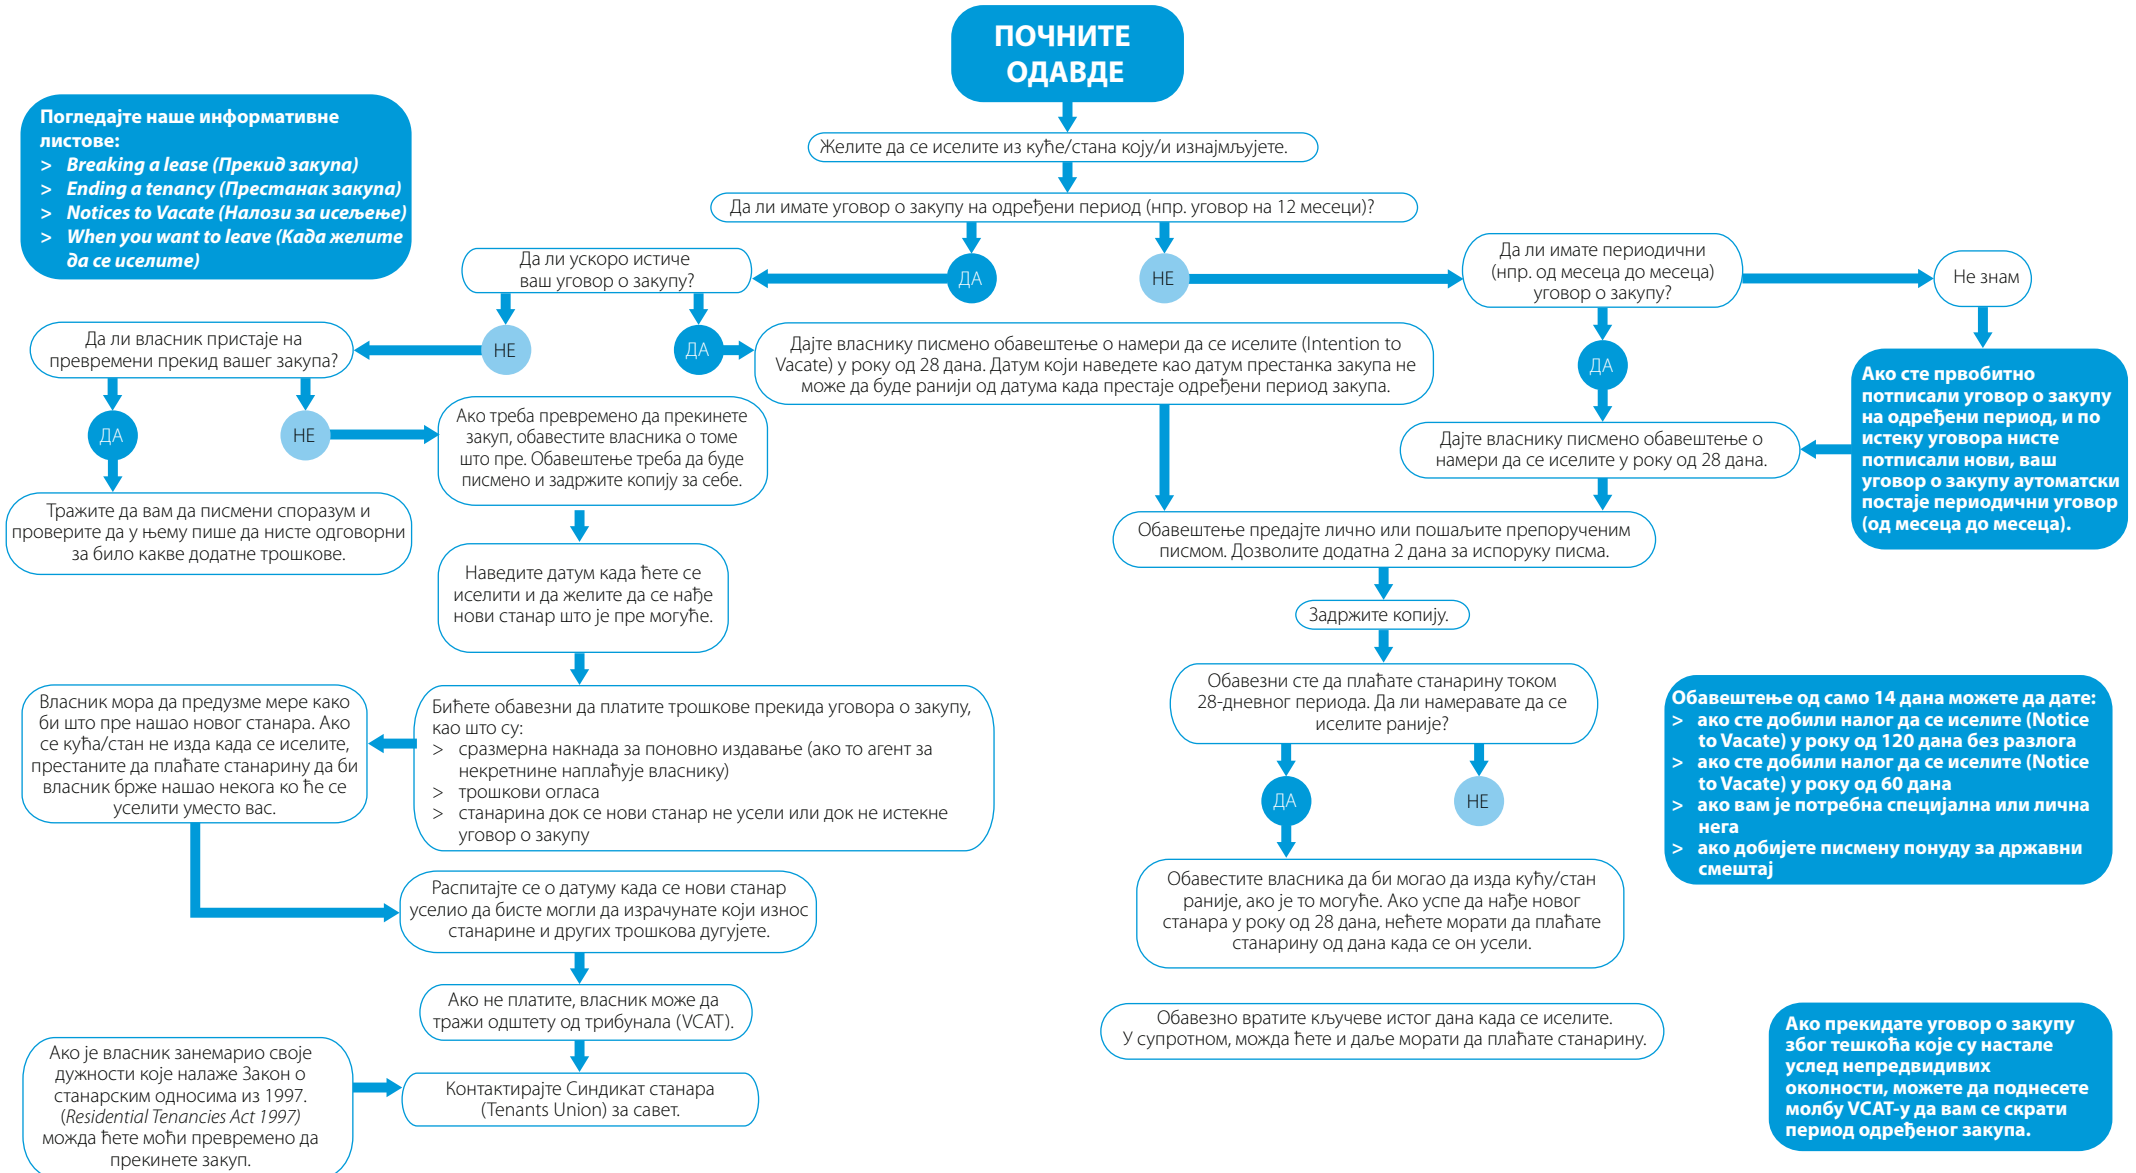 ПОЧНИТЕ
ОДАВДЕ
Погледајте наше информативне
листове:
> Breaking a lease (Прекид закупа)
> Ending a tenancy (Престанак закупа)
> Notices to Vacate (Налози за исељење)
> When you want to leave (Када желите
да се иселите)
Желите да се иселите из куће/стана коју/и изнајмљујете.
Да ли имате уговор о закупу на одређени период (нпр. уговор на 12 месеци)?
ДА
НЕ
Да ли ускоро истиче
ваш уговор о закупу?
НЕ
ДА
Да ли имате периодични
(нпр. од месеца до месеца)
уговор о закупу?
Не знам
ДА
Да ли власник пристаје на
превремени прекид вашег закупа?
ДА
НЕ
Дајте власнику писмено обавештење о намери да се иселите (Intention to
Vacate) у року од 28 дана. Датум који наведете као датум престанка закупа не
може да буде ранији од датума када престаје одређени период закупа.
Ако сте првобитно
потписали уговор о закупу
на одређени период, и по
истеку уговора нисте
потписали нови, ваш
уговор о закупу аутоматски
постаје периодични уговор
(од месеца до месеца).
Ако треба превремено да прекинете
закуп, обавестите власника о томе
што пре. Обавештење треба да буде
писмено и задржите копију за себе.
Дајте власнику писмено обавештење о
намери да се иселите у року од 28 дана.
Тражите да вам да писмени споразум и
проверите да у њему пише да нисте одговорни
за било какве додатне трошкове.
Обавештење предајте лично или пошаљите препорученим
писмом. Дозволите додатна 2 дана за испоруку писма.
Наведите датум када ћете се
иселити и да желите да се нађе
нови станар што је пре могуће.
Задржите копију.
Обавезни сте да плаћате станарину током
28-дневног периода. Да ли намеравате да се
иселите раније?
ДА
НЕ
Власник мора да предузме мере како
би што пре нашао новог станара. Ако
се кућа/стан не изда када се иселите,
престаните да плаћате станарину да би
власник брже нашао некога ко ће се
уселити уместо вас.
Бићете обавезни да платите трошкове прекида уговора о закупу,
као што су:
> сразмерна накнада за поновно издавање (ако то агент за
некретнине наплаћује власнику)
> трошкови огласа
> станарина док се нови станар не усели или док не истекне
уговор о закупу
Обавештење од само 14 дана можете да дате:
> ако сте добили налог да се иселите (Notice
to Vacate) у року од 120 дана без разлога
> ако сте добили налог да се иселите (Notice
to Vacate) у року од 60 дана
> ако вам је потребна специјална или лична
нега
> ако добијете писмену понуду за државни
смештај
Распитајте се о датуму када се нови станар
уселио да бисте могли да израчунате који износ
станарине и других трошкова дугујете.
Обавестите власника да би могао да изда кућу/стан
раније, ако је то могуће. Ако успе да нађе новог
станара у року од 28 дана, нећете морати да плаћате
станарину од дана када се он усели.
Ако не платите, власник може да
тражи одштету од трибунала (VCAT).
Обавезно вратите кључеве истог дана када се иселите.
У супротном, можда ћете и даље морати да плаћате станарину.
Ако је власник занемарио своје
дужности које налаже Закон о
станарским односима из 1997.
(Residential Tenancies Act 1997)
можда ћете моћи превремено да
прекинете закуп.
Контактирајте Синдикат станара
(Tenants Union) за савет.
Ако прекидате уговор о закупу
због тешкоћа које су настале
услед непредвидивих
околности, можете да поднесете
молбу VCAT-у да вам се скрати
период одређеног закупа.